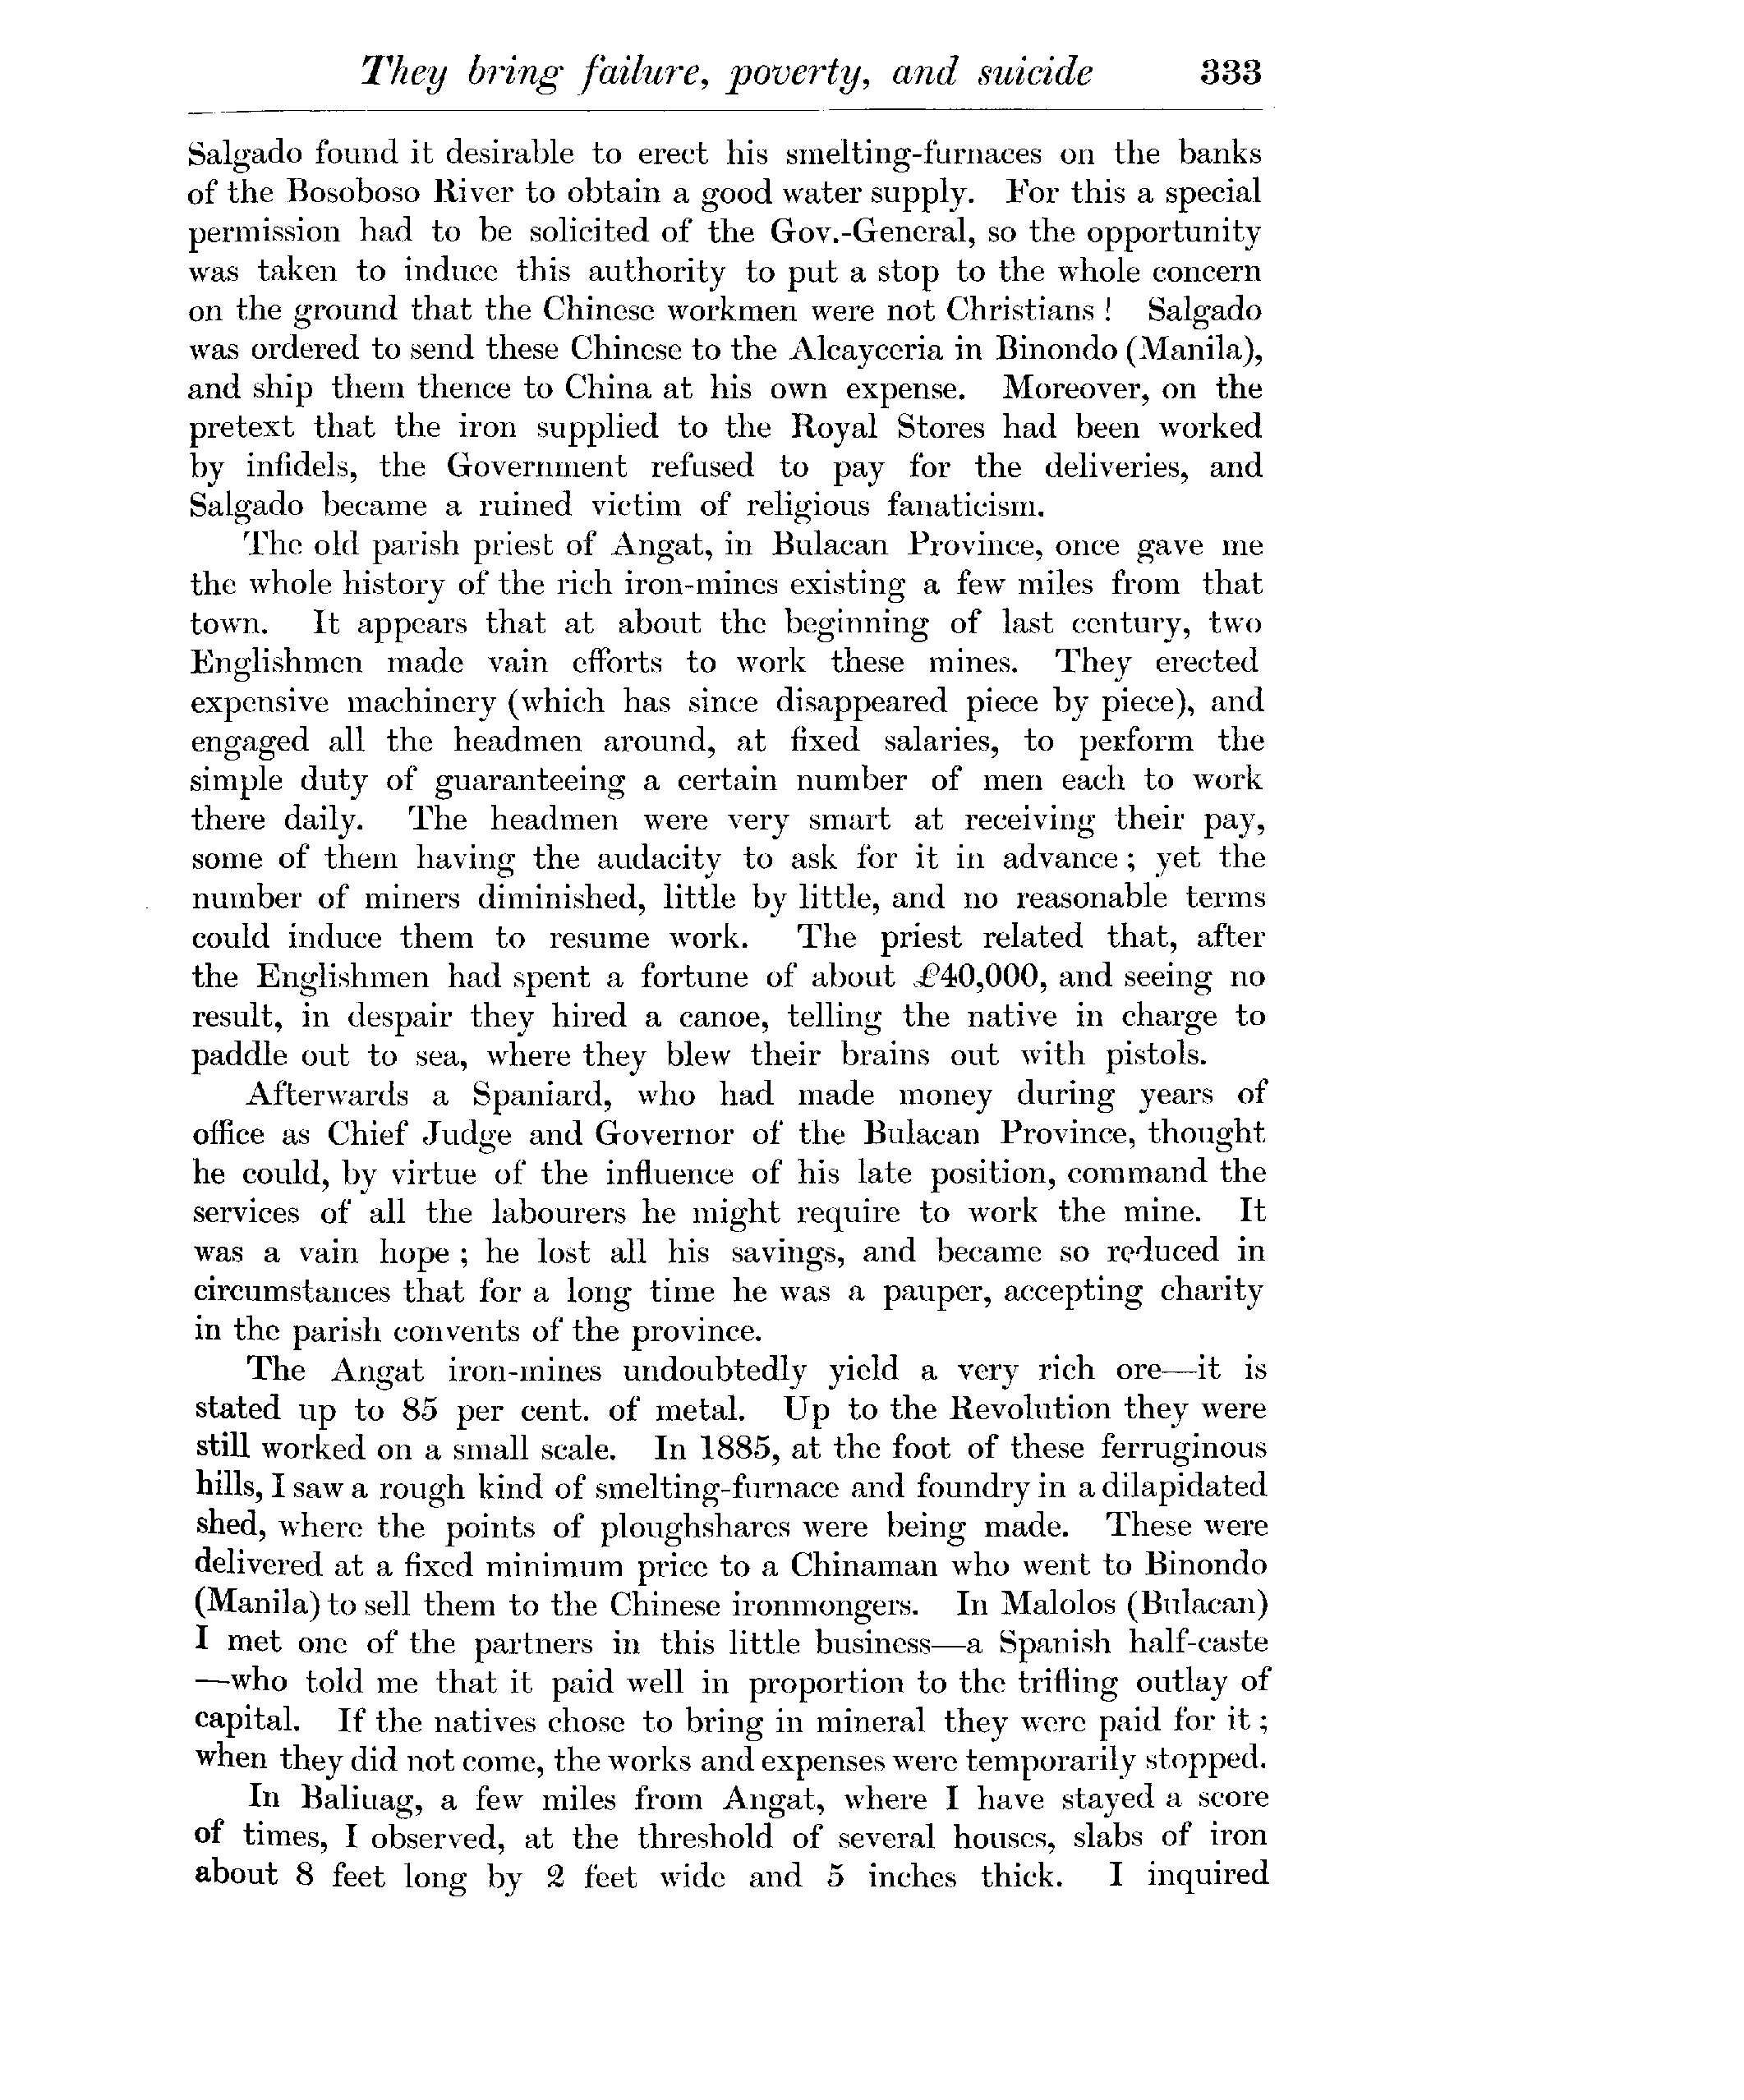 They bring failure, poverty, and suicide 333
Salgado found it desirable to erect his smelting-furnaces on the banks
of the Bosoboso River to obtain a good water supply. For this a special
permission had to be solicited of the Gov.-General, so the opportunity
was taken to induce this authority to put a stop to the whole concern
on the ground that the Chinese workmen were not Christians! Salgado
was ordered to send these Chinese to the Alcayceria in Binondo (Manila),
and ship them thence to China at his own expense. Moreover, on the
pretext that the iron supplied to the Royal Stores had been worked
by infidels, the Government refused to pay for the deliveries, and
Salgado became a ruined victim of religious fanaticism.
The old parish priest of Angat, in Bulacan Province, once gave me
the whole history of the rich iron-mines existing a few miles from that
town. It appears that at about the beginning of last century, two
Englishmen made vain efforts to work these mines. They erected
expensive machinery (which has since disappeared piece by piece), and
engaged all the headmen around, at fixed salaries, to perform the
simple duty of guaranteeing a certain number of men each to work
there daily. The headmen were very smart at receiving their pay,
some of them having the audacity to ask for it in advance; yet the
number of miners diminished, little by little, and no reasonable terms
could induce them to resume work. The priest related that, after
the Englishmen had spent a fortune of about £40,000, and seeing no
result, in despair they hired a canoe, telling the native in charge to
paddle out to sea, where they blew their brains out with pistols.
Afterwards a Spaniard, who had made money during years of
office as Chief Judge and Governor of the Bulacan Province, thought
he could, by virtue of the influence of his late position, command the
services of all the labourers he might require to work the mine. It
was a vain hope; he lost all his savings, and became so reduced in
circumstances that for a long time he was a pauper, accepting charity
in the parish convents of the province.
The Angat iron-mines undoubtedly yield a very rich ore—it is
stated up to 85 per cent. of metal. Up to the Revolution they were
still worked on a small scale. In 1885, at the foot of these ferruginous
hills, I saw a rough kind of smelting-furnace and foundry in a dilapidated
shed, where the points of ploughshares were being made. These were
delivered at a fixed minimum price to a Chinaman who went to Binondo
(Manila) to sell them to the Chinese ironmongers. In Malolos (Bulacan)
I met one of the partners in this little business—a Spanish half-caste
—who told me that it paid well in proportion to the trifling outlay of
capital. If the natives chose to bring in mineral they were paid for it;
when they did not come, the works and expenses were temporarily stopped.
In Baliuag, a few miles from Angat, where I have stayed a score
of times, I observed, at the threshold of several houses, slabs of iron
about 8 feet long by 2 feet wide and 5 inches thick. I inquired